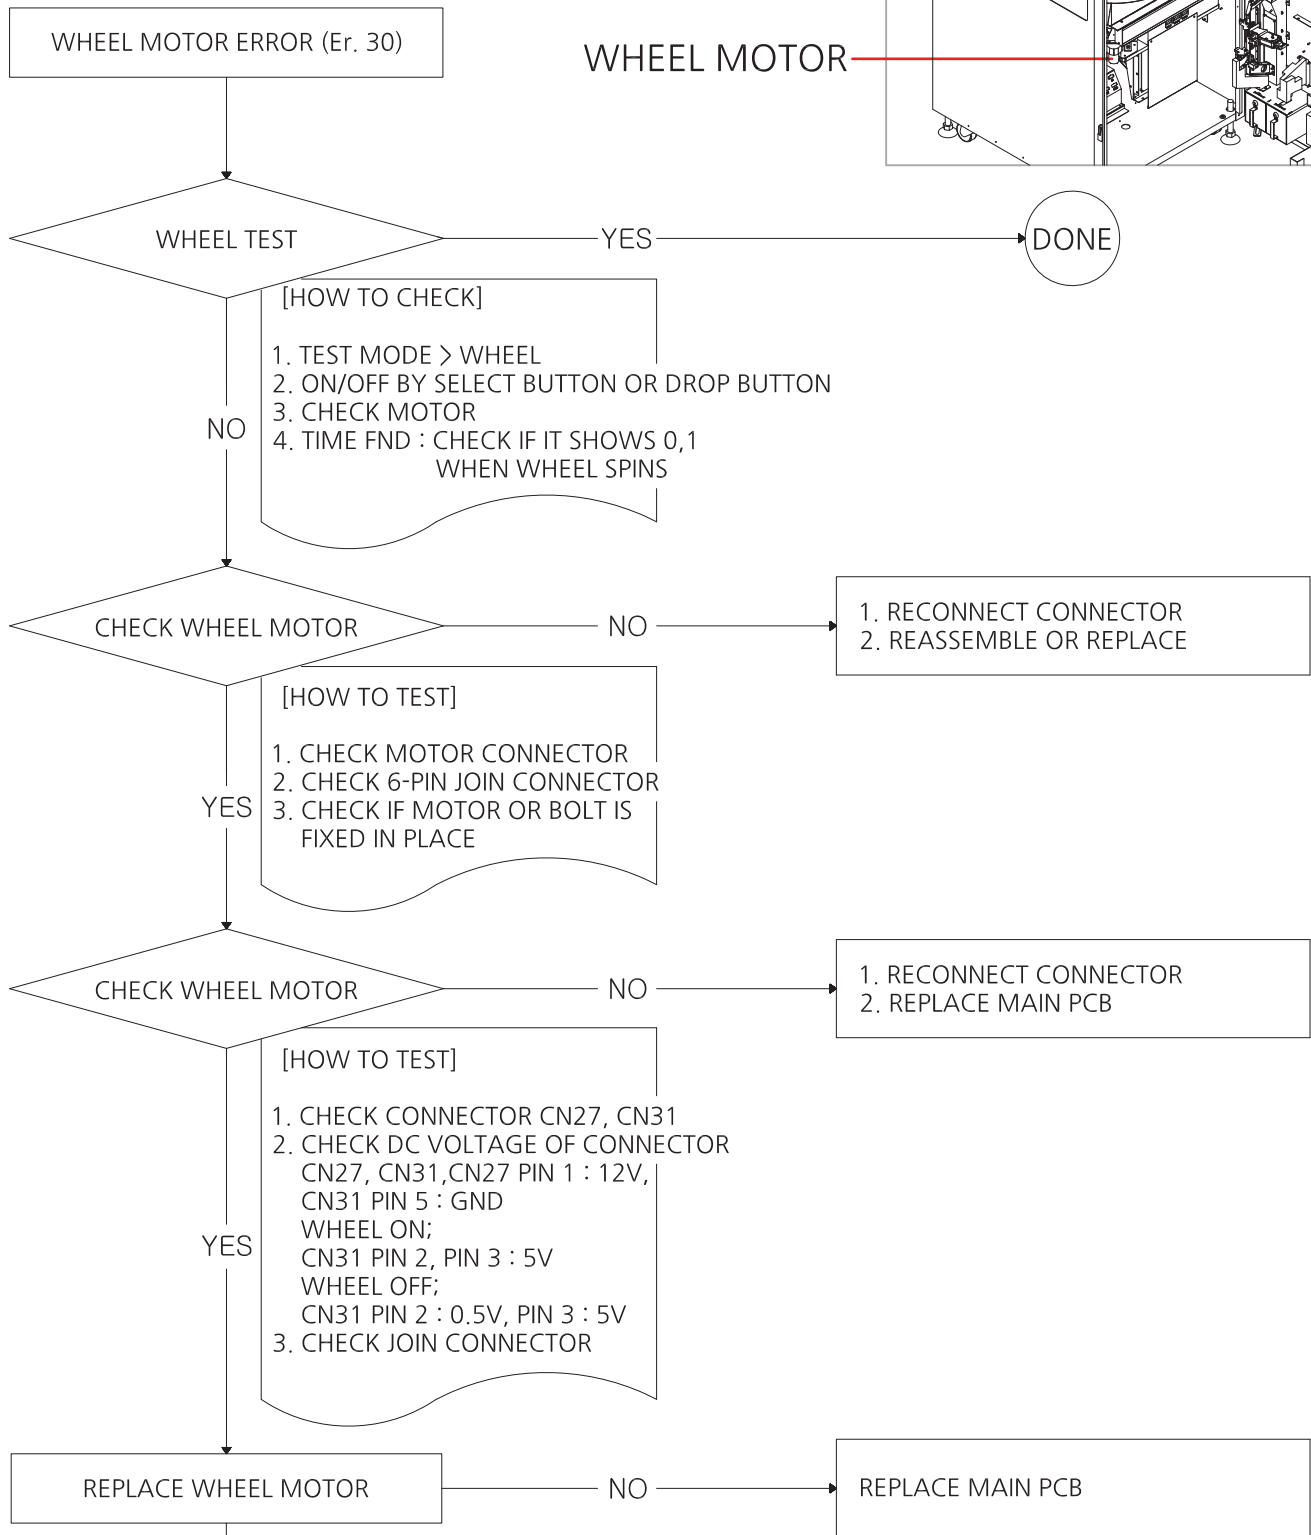 WHEEL MOTOR ERROR (Er. 30)
WHEEL MOTOR
WHEEL TEST
YES
DONE
[HOW TO CHECK]
1. TEST MODE > WHEEL
2. ON/OFF BY SELECT BUTTON OR DROP BUTTON
3. CHECK MOTOR
4. TIME FND : CHECK IF IT SHOWS 0,1
WHEN WHEEL SPINS
NO
CHECK WHEEL MOTOR
NO
1. RECONNECT CONNECTOR
2. REASSEMBLE OR REPLACE
[HOW TO TEST]
1. CHECK MOTOR CONNECTOR
2. CHECK 6-PIN JOIN CONNECTOR
3. CHECK IF MOTOR OR BOLT IS
FIXED IN PLACE
YES
CHECK WHEEL MOTOR
NO
1. RECONNECT CONNECTOR
2. REPLACE MAIN PCB
[HOW TO TEST]
1. CHECK CONNECTOR CN27, CN31
2. CHECK DC VOLTAGE OF CONNECTOR
CN27, CN31,CN27 PIN 1 : 12V,
CN31 PIN 5 : GND
WHEEL ON;
CN31 PIN 2, PIN 3 : 5V
WHEEL OFF;
CN31 PIN 2 : 0.5V, PIN 3 : 5V
3. CHECK JOIN CONNECTOR
YES
REPLACE WHEEL MOTOR
NO
REPLACE MAIN PCB